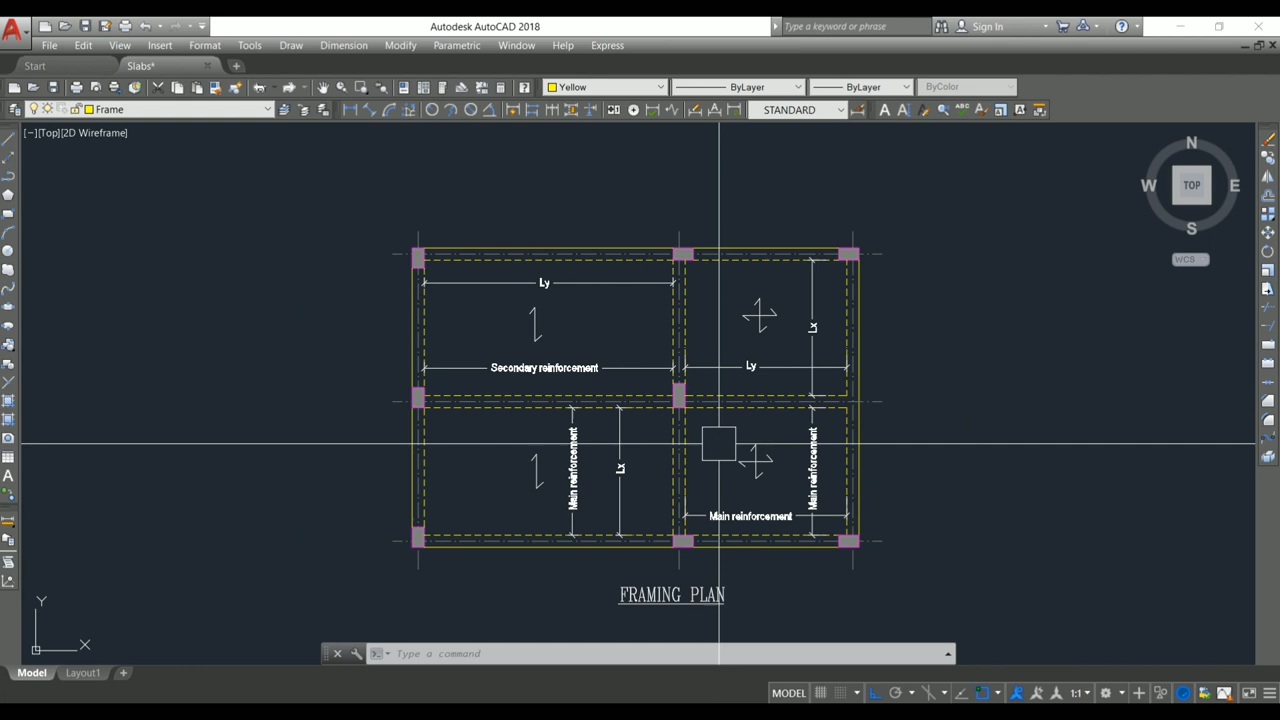 Autodesk AutoCAD 2018
Type a keyword or phrase
Sign In
File Edit View Insert Format Tools Draw Dimension Modify Parametric Window Help Express
Start
Slabs*
Yellow
ByLayer
ByLayer
ByColor
Frame
STANDARD
[−][Top][2D Wireframe]
N
W
TOP
E
S
WCS
Ly
Lx
Secondary reinforcement
Ly
Main reinforcement
Lx
Main reinforcement
Main reinforcement
FRAMING PLAN
Y
X
Type a command
Model
Layout1
MODEL
1:1